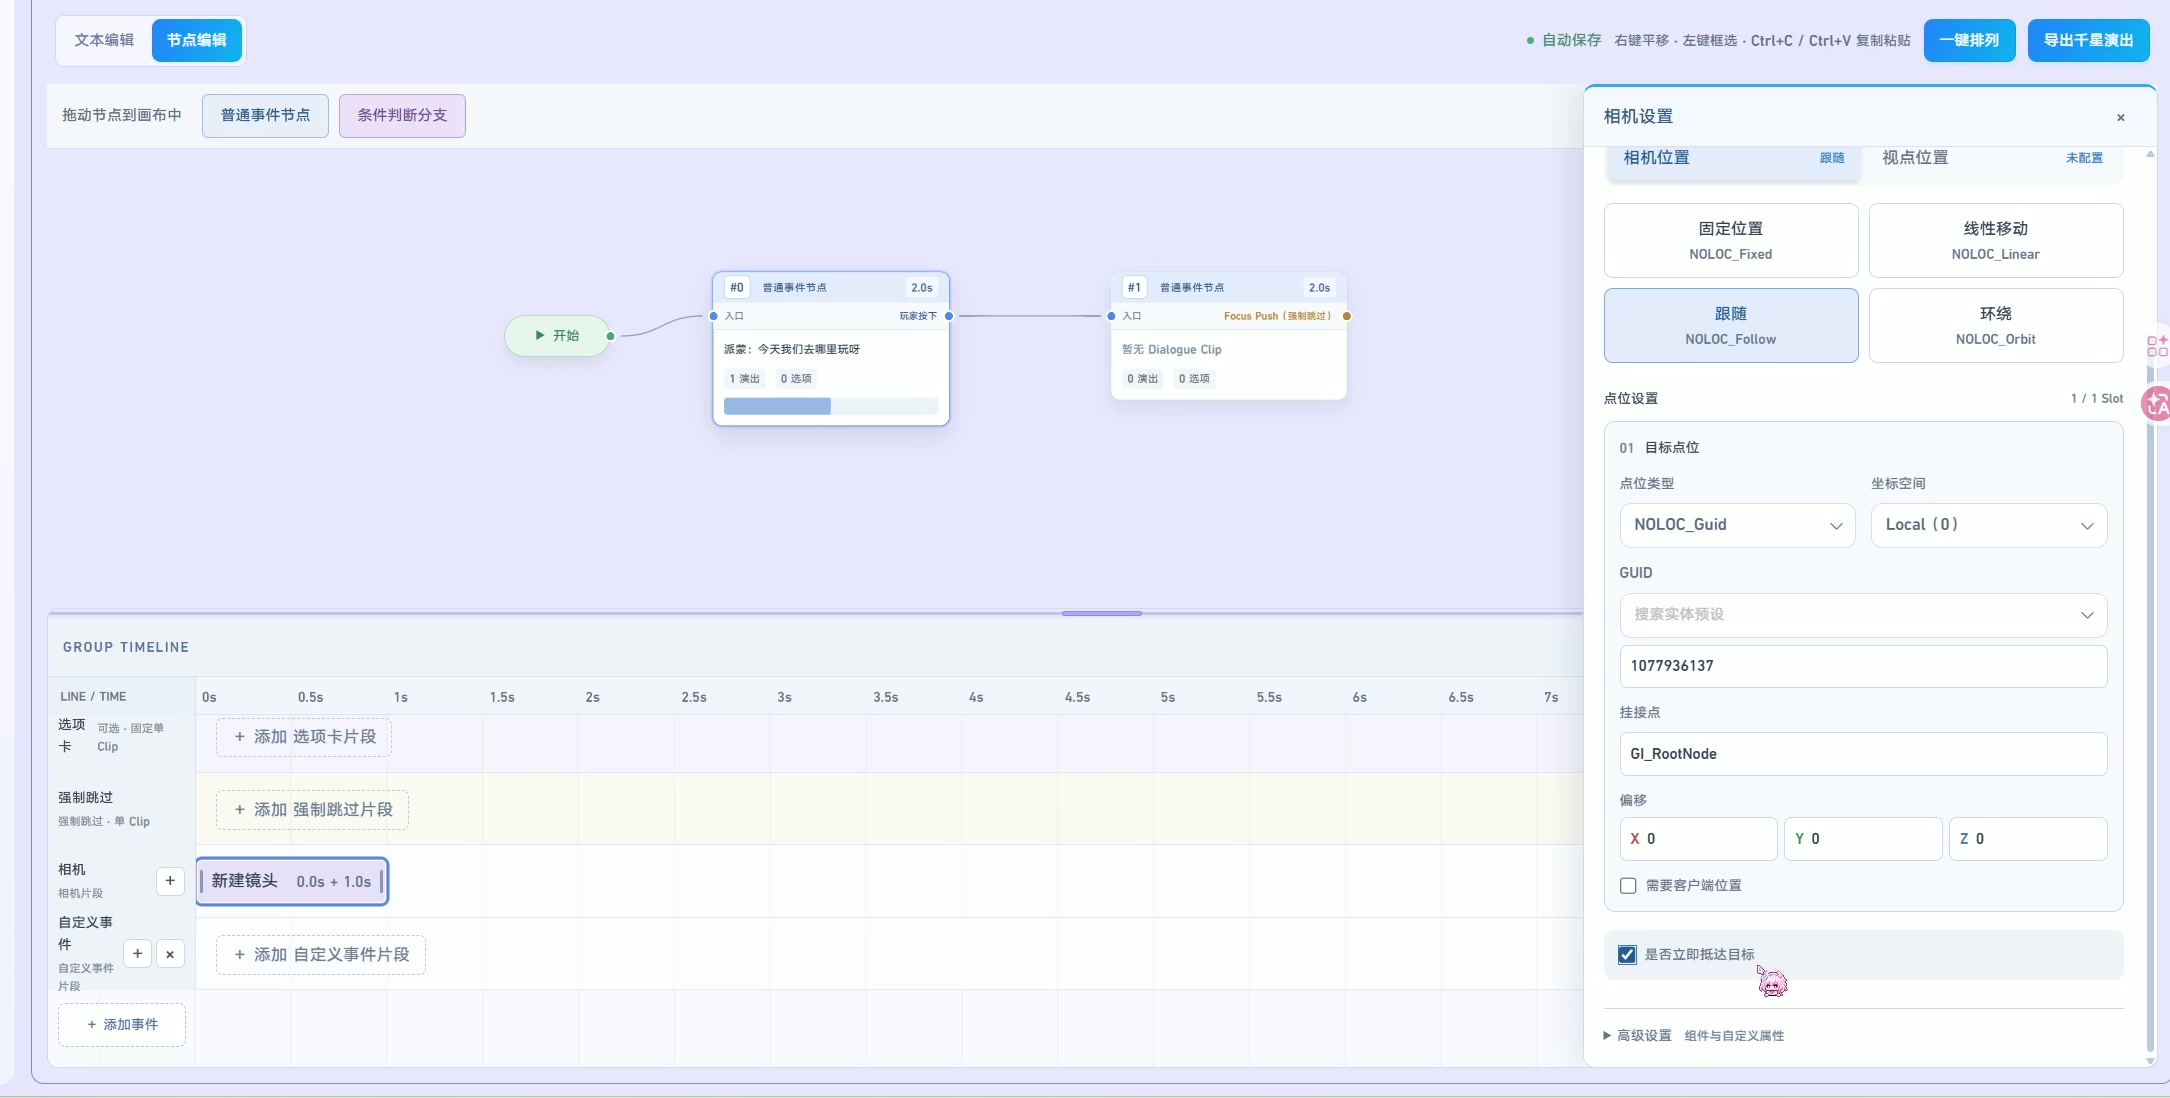 文本编辑
节点编辑
自动保存
右键平移 · 左键框选 · Ctrl+C / Ctrl+V 复制粘贴
一键排列
导出千星演出
拖动节点到画布中
普通事件节点
条件判断分支
开始
#0 普通事件节点 2.0s
入口 玩家按下
派蒙：今天我们去哪里玩呀
1 演出 0 选项
#1 普通事件节点 2.0s
入口 Focus Push（强制跳过）
暂无 Dialogue Clip
0 演出 0 选项
GROUP TIMELINE
LINE / TIME 0s 0.5s 1s 1.5s 2s 2.5s 3s 3.5s 4s 4.5s 5s 5.5s 6s 6.5s 7s
选项卡
可选 · 固定单 Clip
+ 添加 选项卡片段
强制跳过
强制跳过 · 单 Clip
+ 添加 强制跳过片段
相机
相机片段
+
新建镜头 0.0s + 1.0s
自定义事件
自定义事件片段
+ ×
+ 添加 自定义事件片段
+ 添加事件
相机设置 ×
相机位置 跟随
视点位置 未配置
固定位置
NOLOC_Fixed
线性移动
NOLOC_Linear
跟随
NOLOC_Follow
环绕
NOLOC_Orbit
点位设置 1 / 1 Slot
01 目标点位
点位类型 坐标空间
NOLOC_Guid Local（0）
GUID
搜索实体预设
1077936137
挂接点
GI_RootNode
偏移
X 0 Y 0 Z 0
需要客户端位置
是否立即抵达目标
高级设置 组件与自定义属性